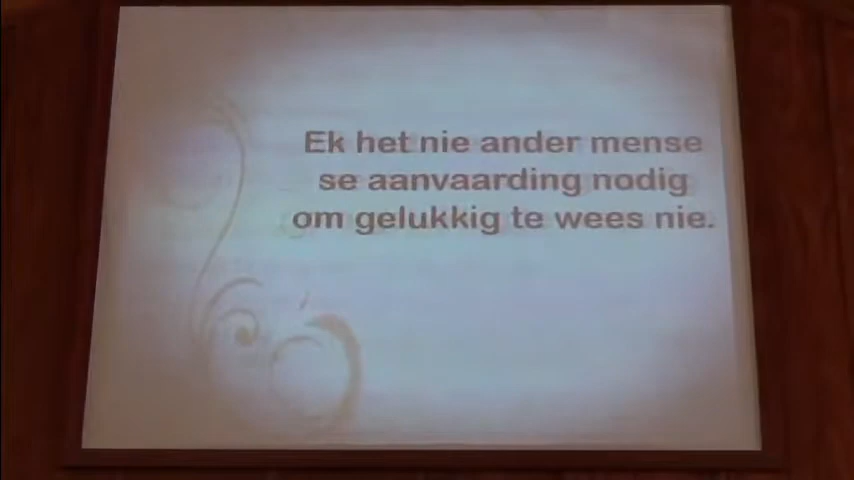 Ek het nie ander mense
se aanvaarding nodig
om gelukkig te wees nie.